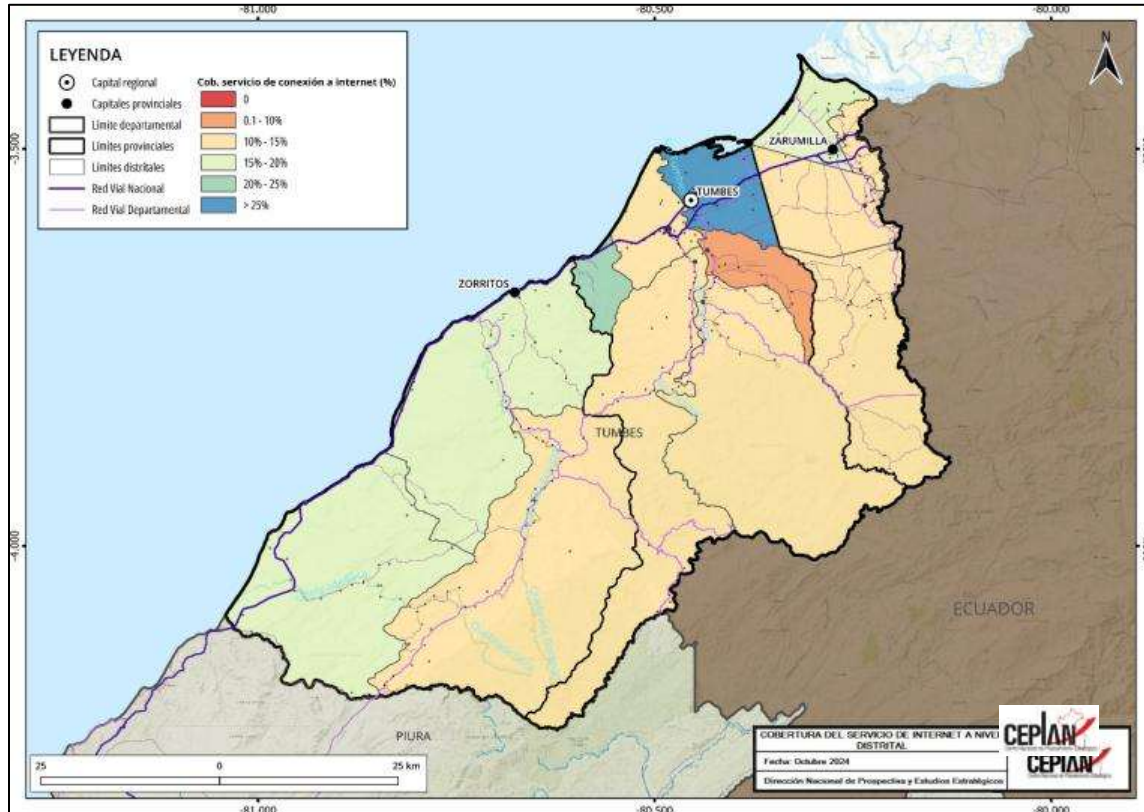 -81.000
-80.500
-80.000
LEYENDA
Capital regional
Capitales provinciales
Límite departamental
Límites provinciales
Límites distritales
Red Vial Nacional
Red Vial Departamental
Cob. servicio de conexión a internet (%)
0
0.1 - 10%
10% - 15%
15% - 20%
20% - 25%
> 25%
N
-3.500
ZARUMILLA
TUMBES
ZORRITOS
TUMBES
-4.000
ECUADOR
PIURA
25
0
25 km
COBERTURA DEL SERVICIO DE INTERNET A NIVE
DISTRITAL
Fecha: Octubre 2024
Dirección Nacional de Prospectiva y Estudios Estratégicos
CEPLAN
CEPLAN
-81.000
-80.500
-80.000